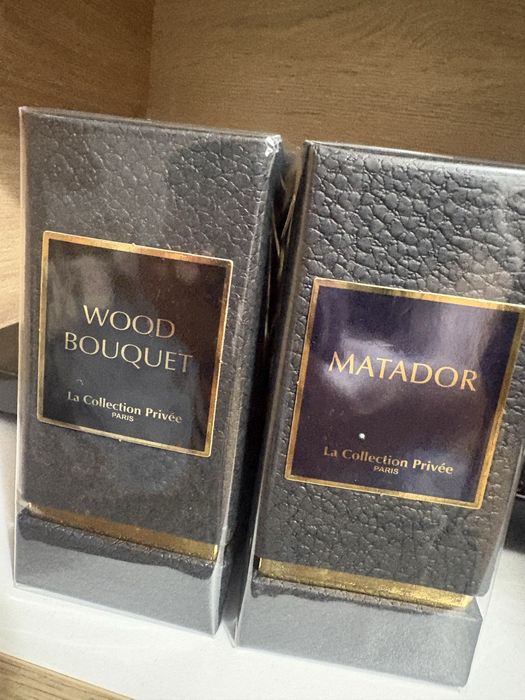 WOOD
BOUQUET
La Collection Privée
PARIS
MATADOR
La Collection Privée
PARIS